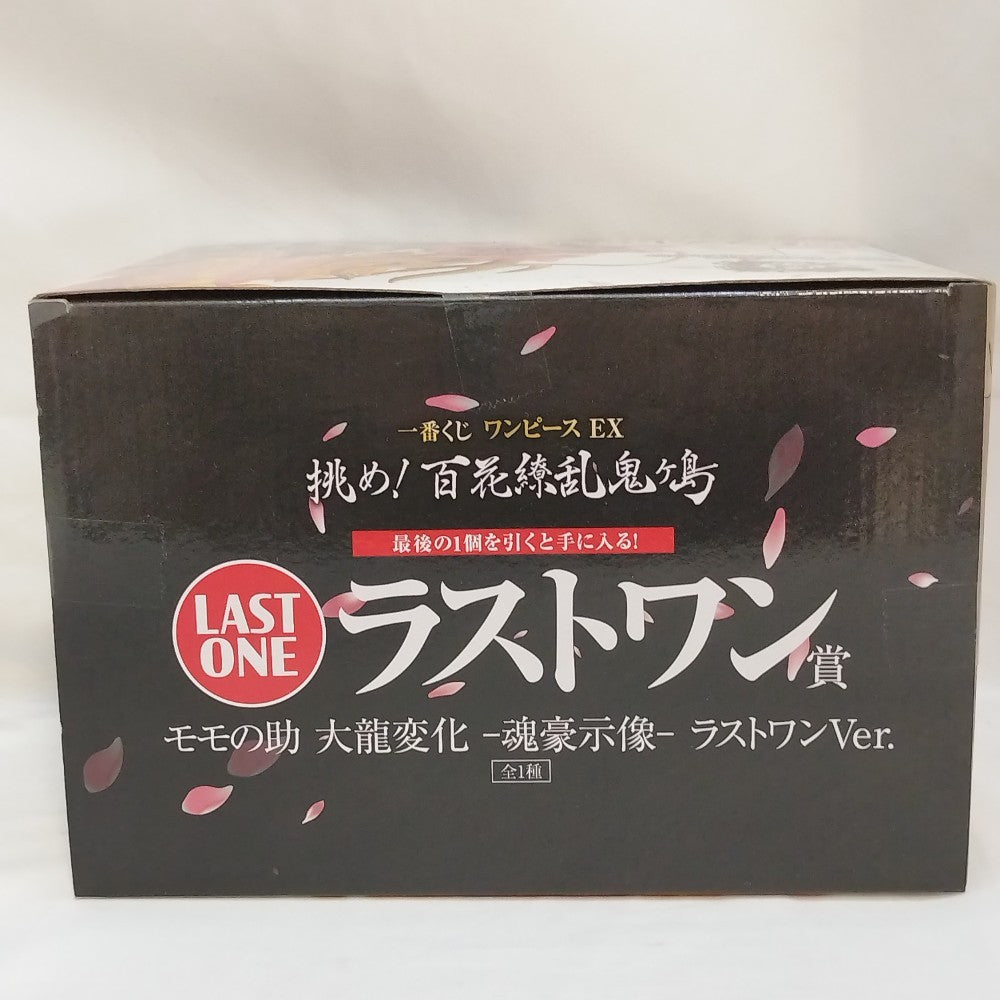 一番くじ ワンピース EX
挑め!百花繚乱鬼ヶ島
最後の1個を引くと手に入る!
LAST
ONE
ラストワン賞
モモの助 大龍変化 -魂豪示像- ラストワンVer.
全1種